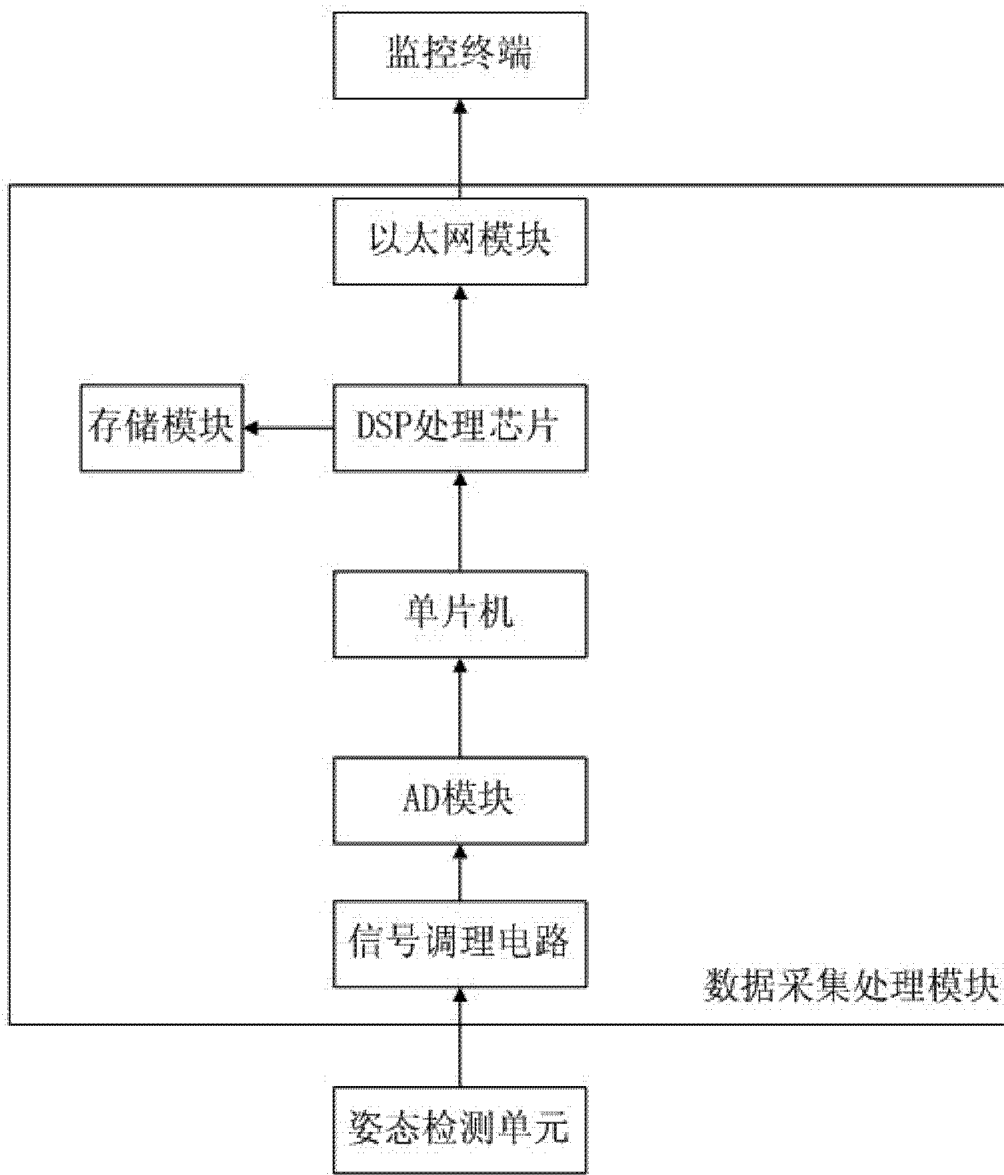 监控终端
以太网模块
存储模块
DSP处理芯片
单片机
AD模块
信号调理电路
数据采集处理模块
姿态检测单元